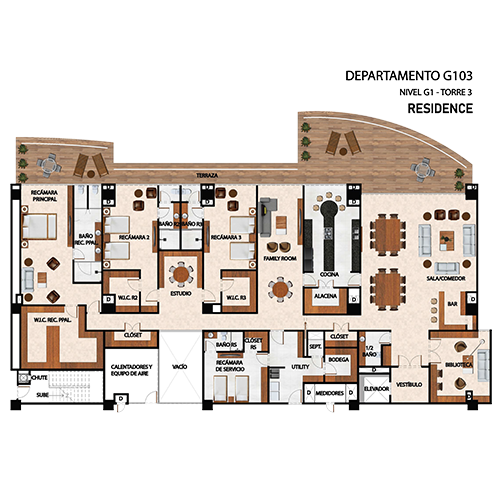 DEPARTAMENTO G103
NIVEL G1 - TORRE 3
RESIDENCE
TERRAZA
RECÁMARA
PRINCIPAL
BAÑO
REC. PPAL.
RECÁMARA 2
BAÑO
R2
BAÑO R3
RECÁMARA 3
FAMILY ROOM
COCINA
SALA/COMEDOR
ESTUDIO
W.I.C. R2
W.I.C. R3
ALACENA
BAR
D
D
D
D
D
D
W.I.C. REC. PPAL.
CLÓSET
CLÓSET
BAÑO RS
CLÓSET
RS
SEPT.
1/2
BAÑO
BIBLIOTECA
CHUTE
SUBE
CALENTADORES Y
EQUIPO DE AIRE
VACÍO
RECÁMARA
DE SERVICIO
UTILITY
BODEGA
ELEVADOR
VESTÍBULO
D
MEDIDORES
D
D
D